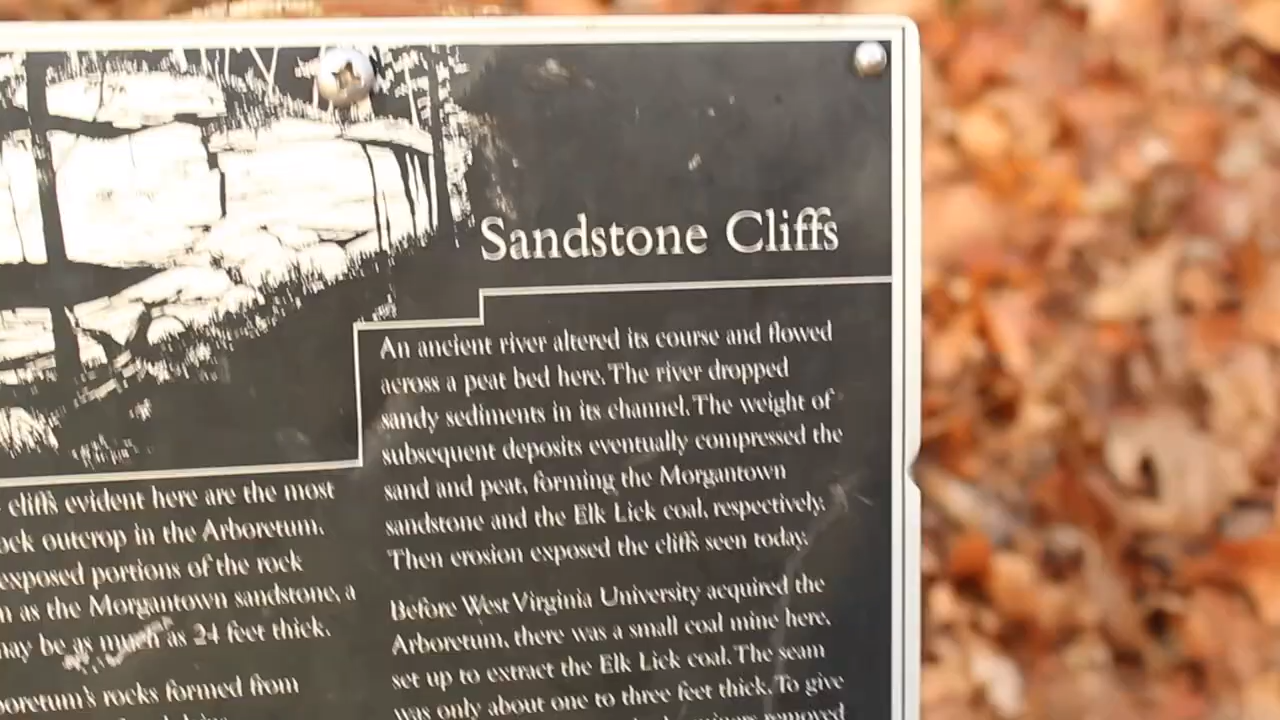 Sandstone Cliffs
cliffs evident here are the most
outcrop in the Arboretum.
exposed portions of the rock
as the Morgantown sandstone, a
may be as much as 24 feet thick.
rocks formed from
An ancient river altered its course and flowed
across a peat bed here. The river dropped
sandy sediments in its channel. The weight of
subsequent deposits eventually compressed the
sand and peat, forming the Morgantown
sandstone and the Elk Lick coal, respectively.
Then erosion exposed the cliffs seen today.
Before West Virginia University acquired the
Arboretum, there was a small coal mine here,
set up to extract the Elk Lick coal. The seam
was only about one to three feet thick. To give
removed